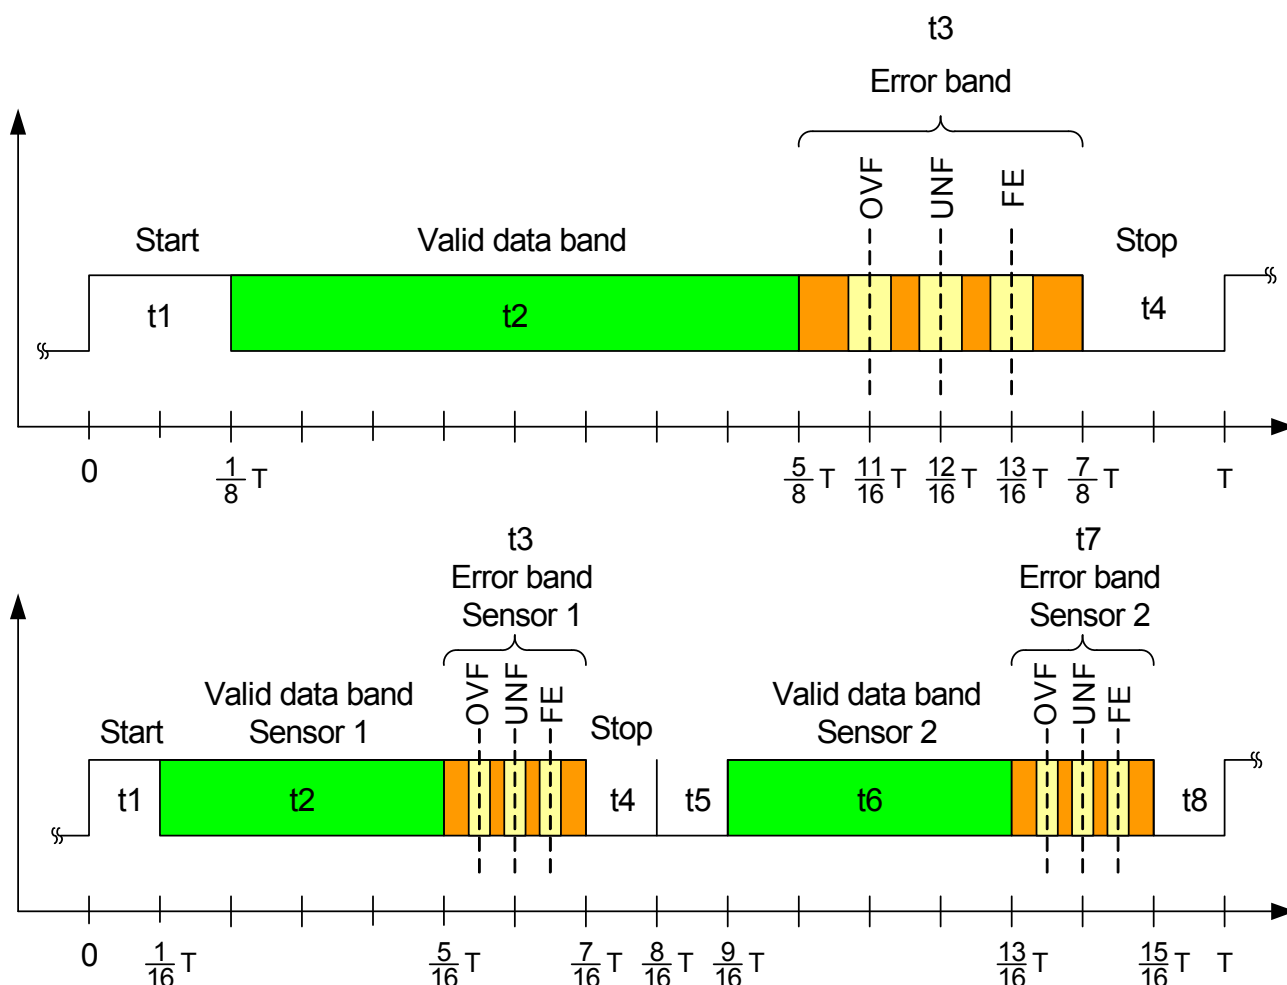 t3
Error band
OVF UNF FE
Start Valid data band Stop
t1 t2 t4
0 1/8 T 5/8 T 11/16 T 12/16 T 13/16 T 7/8 T T
t3 t7
Error band Error band
Sensor 1 Sensor 2
OVF UNF FE OVF UNF FE
Valid data band Valid data band
Start Sensor 1 Stop Sensor 2
t1 t2 t4 t5 t6 t8
0 1/16 T 5/16 T 7/16 T 8/16 T 9/16 T 13/16 T 15/16 T T